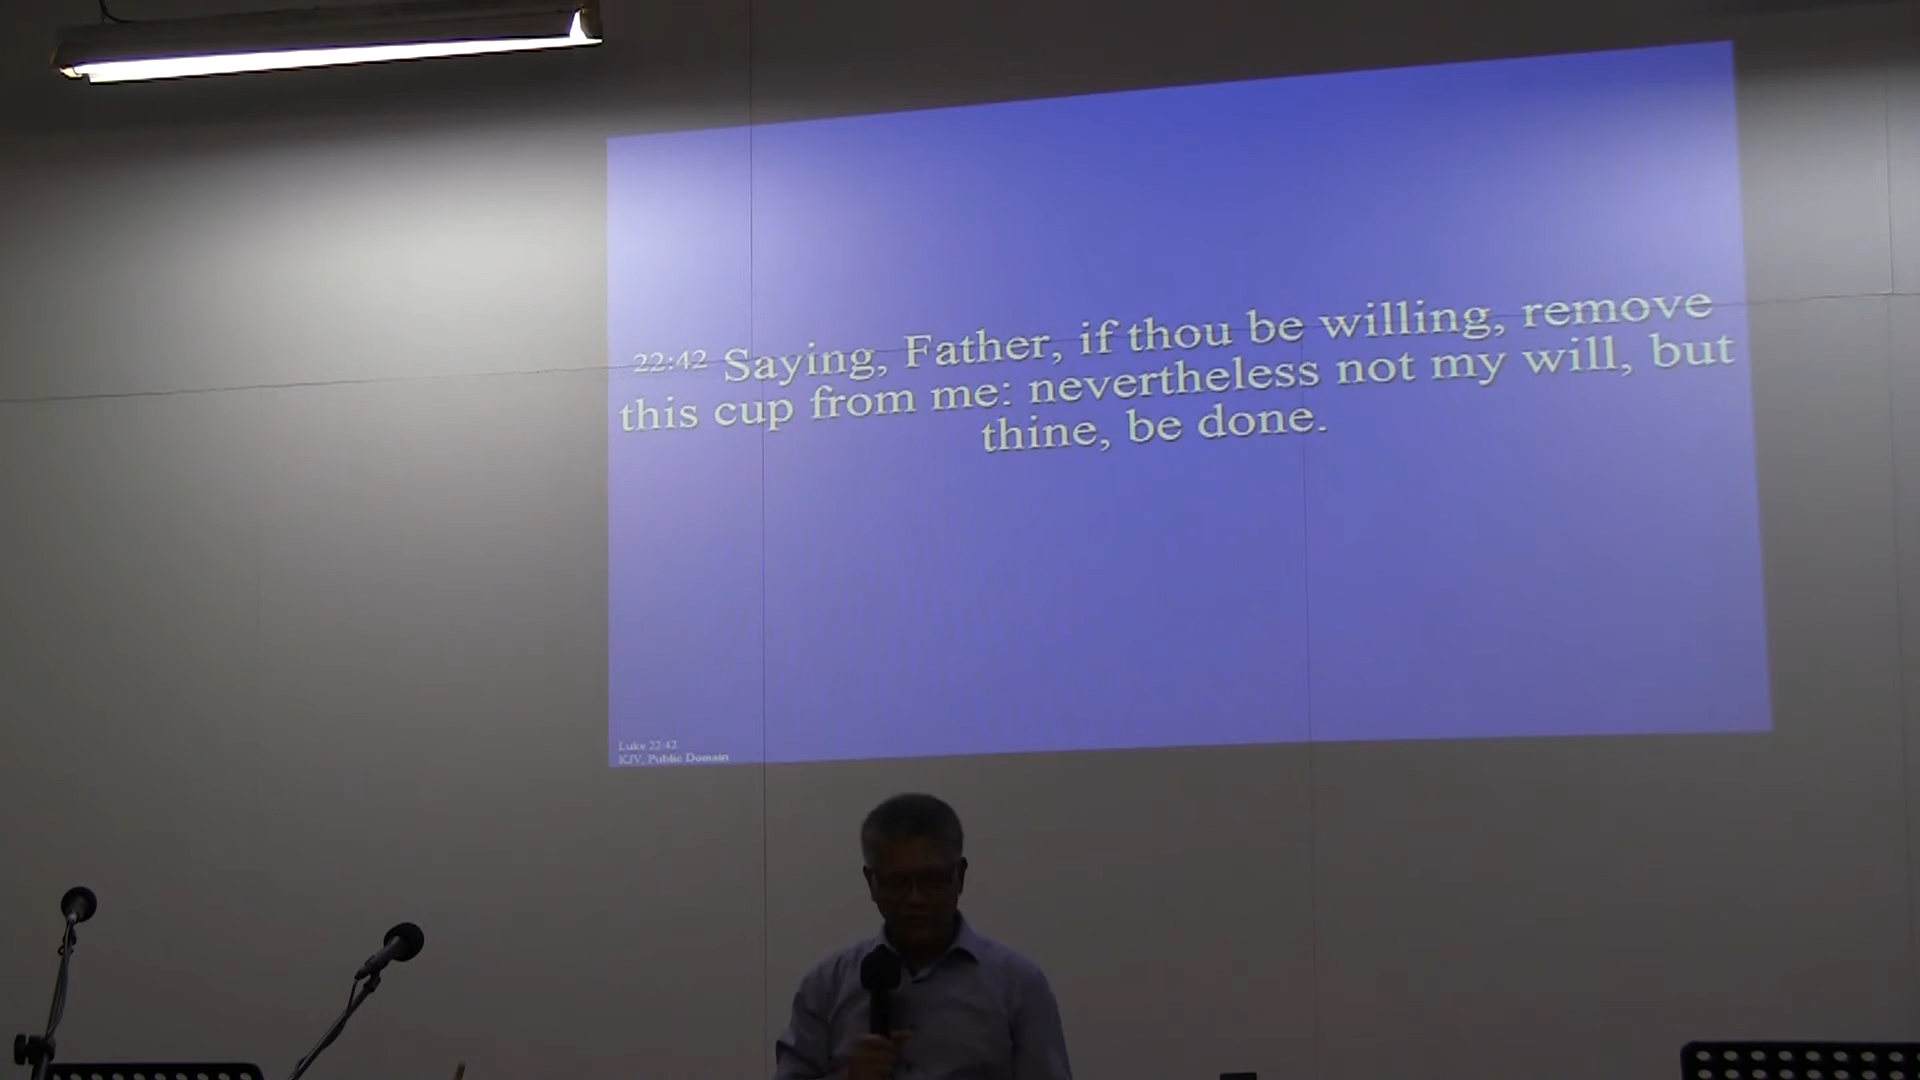 22:42 Saying, Father, if thou be willing, remove
this cup from me: nevertheless not my will, but
thine, be done.
Luke 22:42
KJV, Public Domain